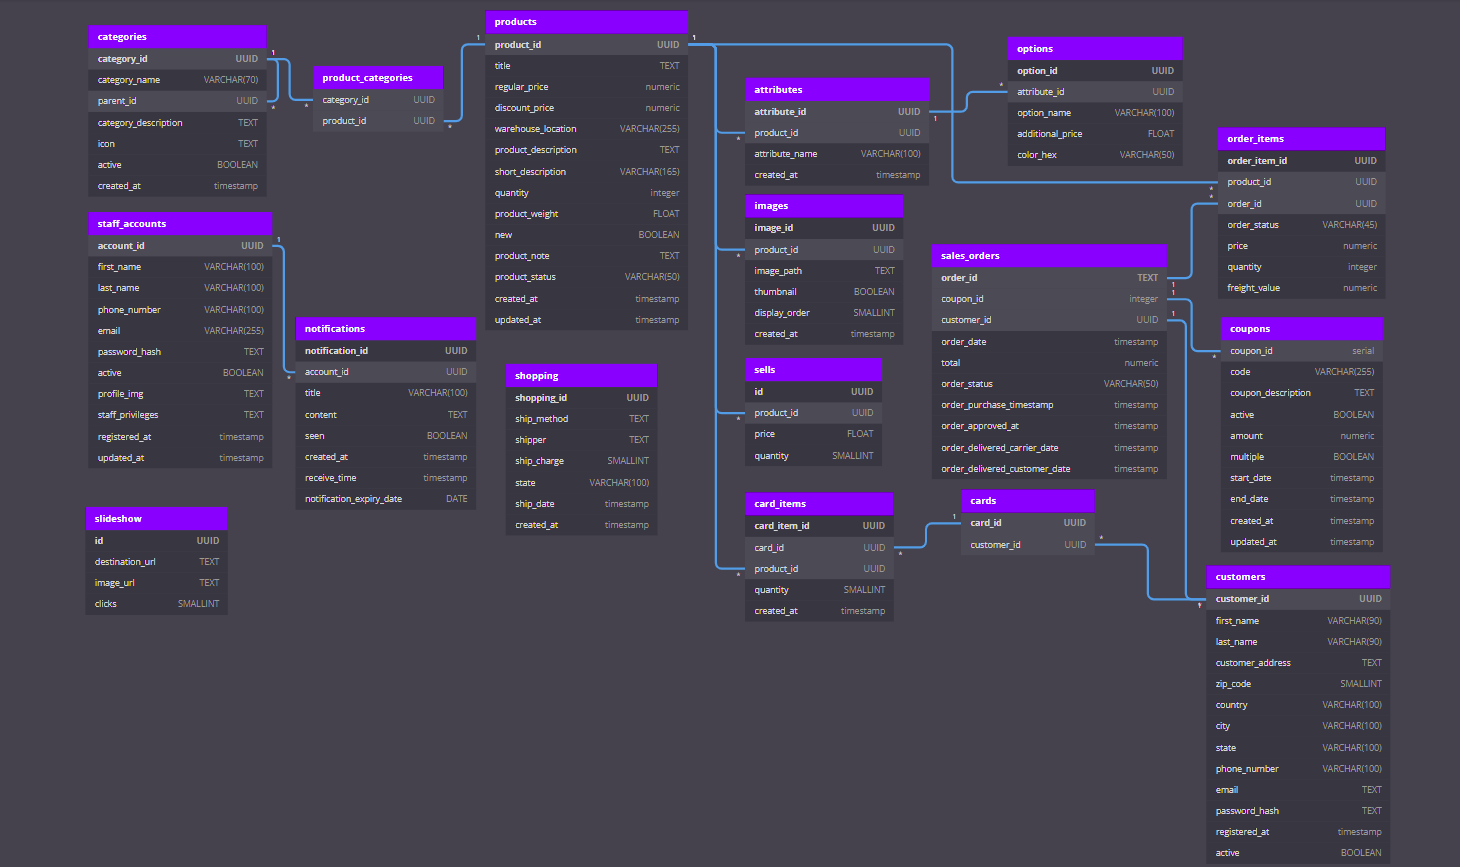 categories
category_id UUID
category_name VARCHAR(70)
parent_id UUID
category_description TEXT
icon TEXT
active BOOLEAN
created_at timestamp
product_categories
category_id UUID
product_id UUID
products
product_id UUID
title TEXT
regular_price numeric
discount_price numeric
warehouse_location VARCHAR(255)
product_description TEXT
short_description VARCHAR(165)
quantity integer
product_weight FLOAT
new BOOLEAN
product_note TEXT
product_status VARCHAR(50)
created_at timestamp
updated_at timestamp
attributes
attribute_id UUID
product_id UUID
attribute_name VARCHAR(100)
created_at timestamp
options
option_id UUID
attribute_id UUID
option_name VARCHAR(100)
additional_price FLOAT
color_hex VARCHAR(50)
order_items
order_item_id UUID
product_id UUID
order_id UUID
order_status VARCHAR(45)
price numeric
quantity integer
freight_value numeric
staff_accounts
account_id UUID
first_name VARCHAR(100)
last_name VARCHAR(100)
phone_number VARCHAR(100)
email VARCHAR(255)
password_hash TEXT
active BOOLEAN
profile_img TEXT
staff_privileges TEXT
registered_at timestamp
updated_at timestamp
notifications
notification_id UUID
account_id UUID
title VARCHAR(100)
content TEXT
seen BOOLEAN
created_at timestamp
receive_time timestamp
notification_expiry_date DATE
images
image_id UUID
product_id UUID
image_path TEXT
thumbnail BOOLEAN
display_order SMALLINT
created_at timestamp
sales_orders
order_id TEXT
coupon_id integer
customer_id UUID
order_date timestamp
total numeric
order_status VARCHAR(50)
order_purchase_timestamp timestamp
order_approved_at timestamp
order_delivered_carrier_date timestamp
order_delivered_customer_date timestamp
coupons
coupon_id serial
code VARCHAR(255)
coupon_description TEXT
active BOOLEAN
amount numeric
multiple BOOLEAN
start_date timestamp
end_date timestamp
created_at timestamp
updated_at timestamp
shopping
shopping_id UUID
ship_method TEXT
shipper TEXT
ship_charge SMALLINT
state VARCHAR(100)
ship_date timestamp
created_at timestamp
sells
id UUID
product_id UUID
price FLOAT
quantity SMALLINT
slideshow
id UUID
destination_url TEXT
image_url TEXT
clicks SMALLINT
card_items
card_item_id UUID
card_id UUID
product_id UUID
quantity SMALLINT
created_at timestamp
cards
card_id UUID
customer_id UUID
customers
customer_id UUID
first_name VARCHAR(90)
last_name VARCHAR(90)
customer_address TEXT
zip_code SMALLINT
country VARCHAR(100)
city VARCHAR(100)
state VARCHAR(100)
phone_number VARCHAR(100)
email TEXT
password_hash TEXT
registered_at timestamp
active BOOLEAN